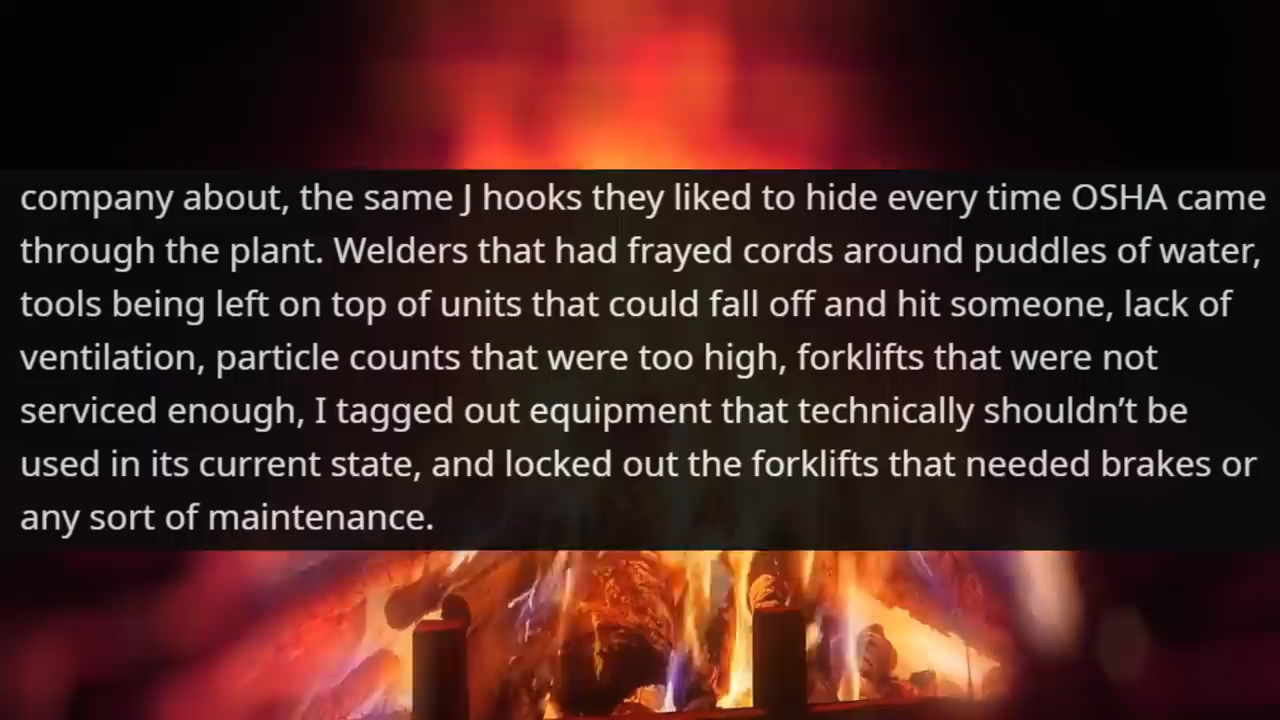 company about, the same J hooks they liked to hide every time OSHA came
through the plant. Welders that had frayed cords around puddles of water,
tools being left on top of units that could fall off and hit someone, lack of
ventilation, particle counts that were too high, forklifts that were not
serviced enough, I tagged out equipment that technically shouldn’t be
used in its current state, and locked out the forklifts that needed brakes or
any sort of maintenance.